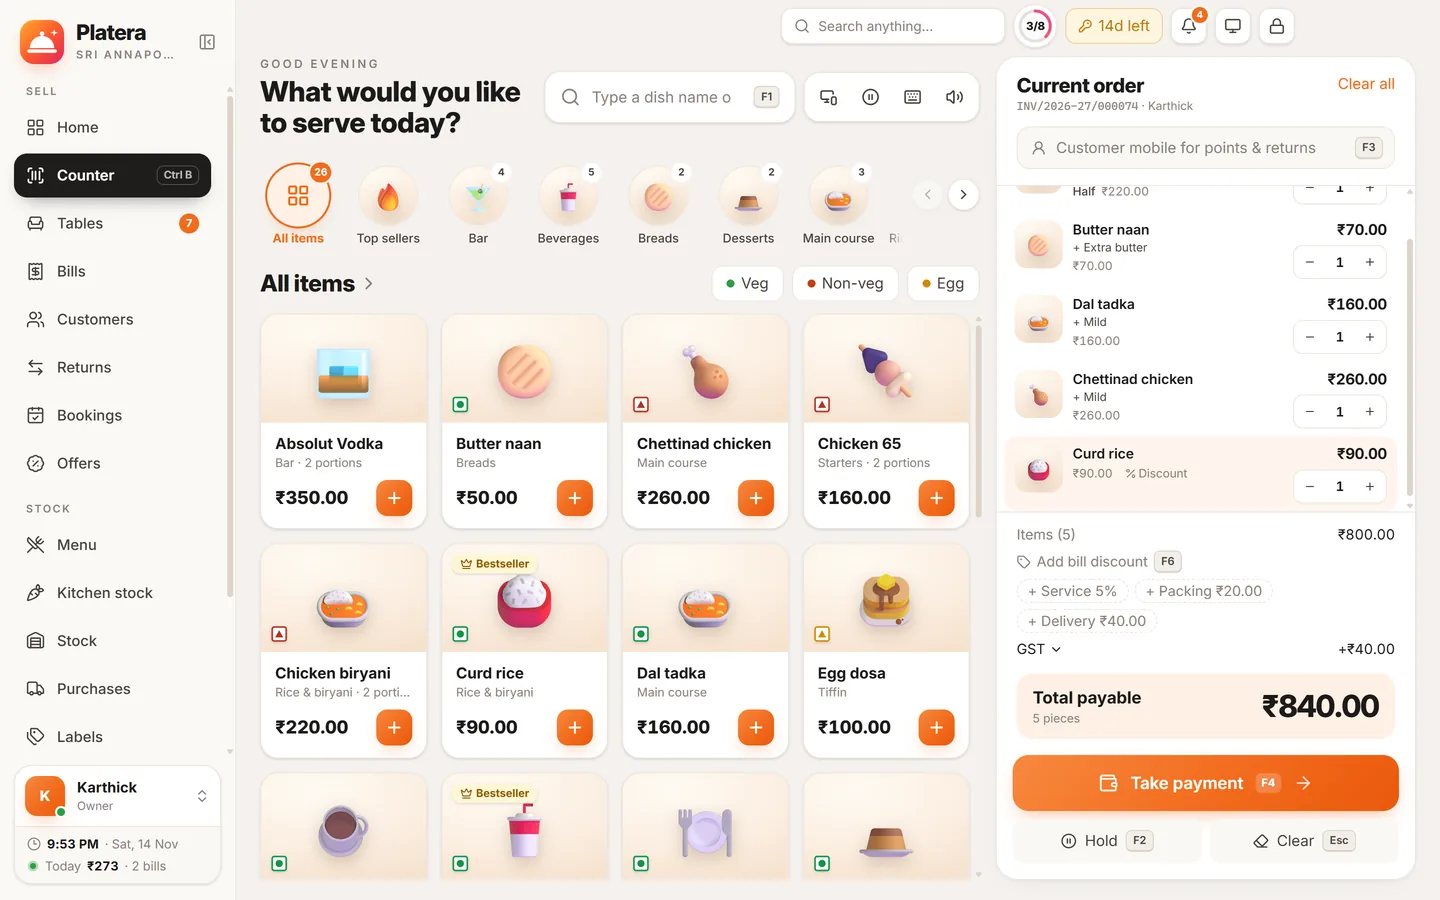 Platera
SRI ANNAPO...
SELL
Home
Counter Ctrl B
Tables 7
Bills
Customers
Returns
Bookings
Offers
STOCK
Menu
Kitchen stock
Stock
Purchases
Labels
K
Karthick
Owner
9:53 PM · Sat, 14 Nov
Today ₹273 · 2 bills
Search anything...
3/8
14d left
4
GOOD EVENING
What would you like
to serve today?
Type a dish name o F1
26 All items
Top sellers
4 Bar
5 Beverages
2 Breads
2 Desserts
3 Main course
All items
Veg
Non-veg
Egg
Absolut Vodka
Bar · 2 portions
₹350.00
Butter naan
Breads
₹50.00
Chettinad chicken
Main course
₹260.00
Chicken 65
Starters · 2 portions
₹160.00
Chicken biryani
Rice & biryani · 2 porti...
₹220.00
Bestseller
Curd rice
Rice & biryani
₹90.00
Dal tadka
Main course
₹160.00
Egg dosa
Tiffin
₹100.00
Bestseller
Current order
Clear all
INV/2026-27/000074 · Karthick
Customer mobile for points & returns F3
Half ₹220.00
− 1 +
Butter naan ₹70.00
+ Extra butter
₹70.00
− 1 +
Dal tadka ₹160.00
+ Mild
₹160.00
− 1 +
Chettinad chicken ₹260.00
+ Mild
₹260.00
− 1 +
Curd rice ₹90.00
₹90.00 % Discount
− 1 +
Items (5) ₹800.00
Add bill discount F6
+ Service 5%
+ Packing ₹20.00
+ Delivery ₹40.00
GST +₹40.00
Total payable
5 pieces
₹840.00
Take payment F4
Hold F2
Clear Esc